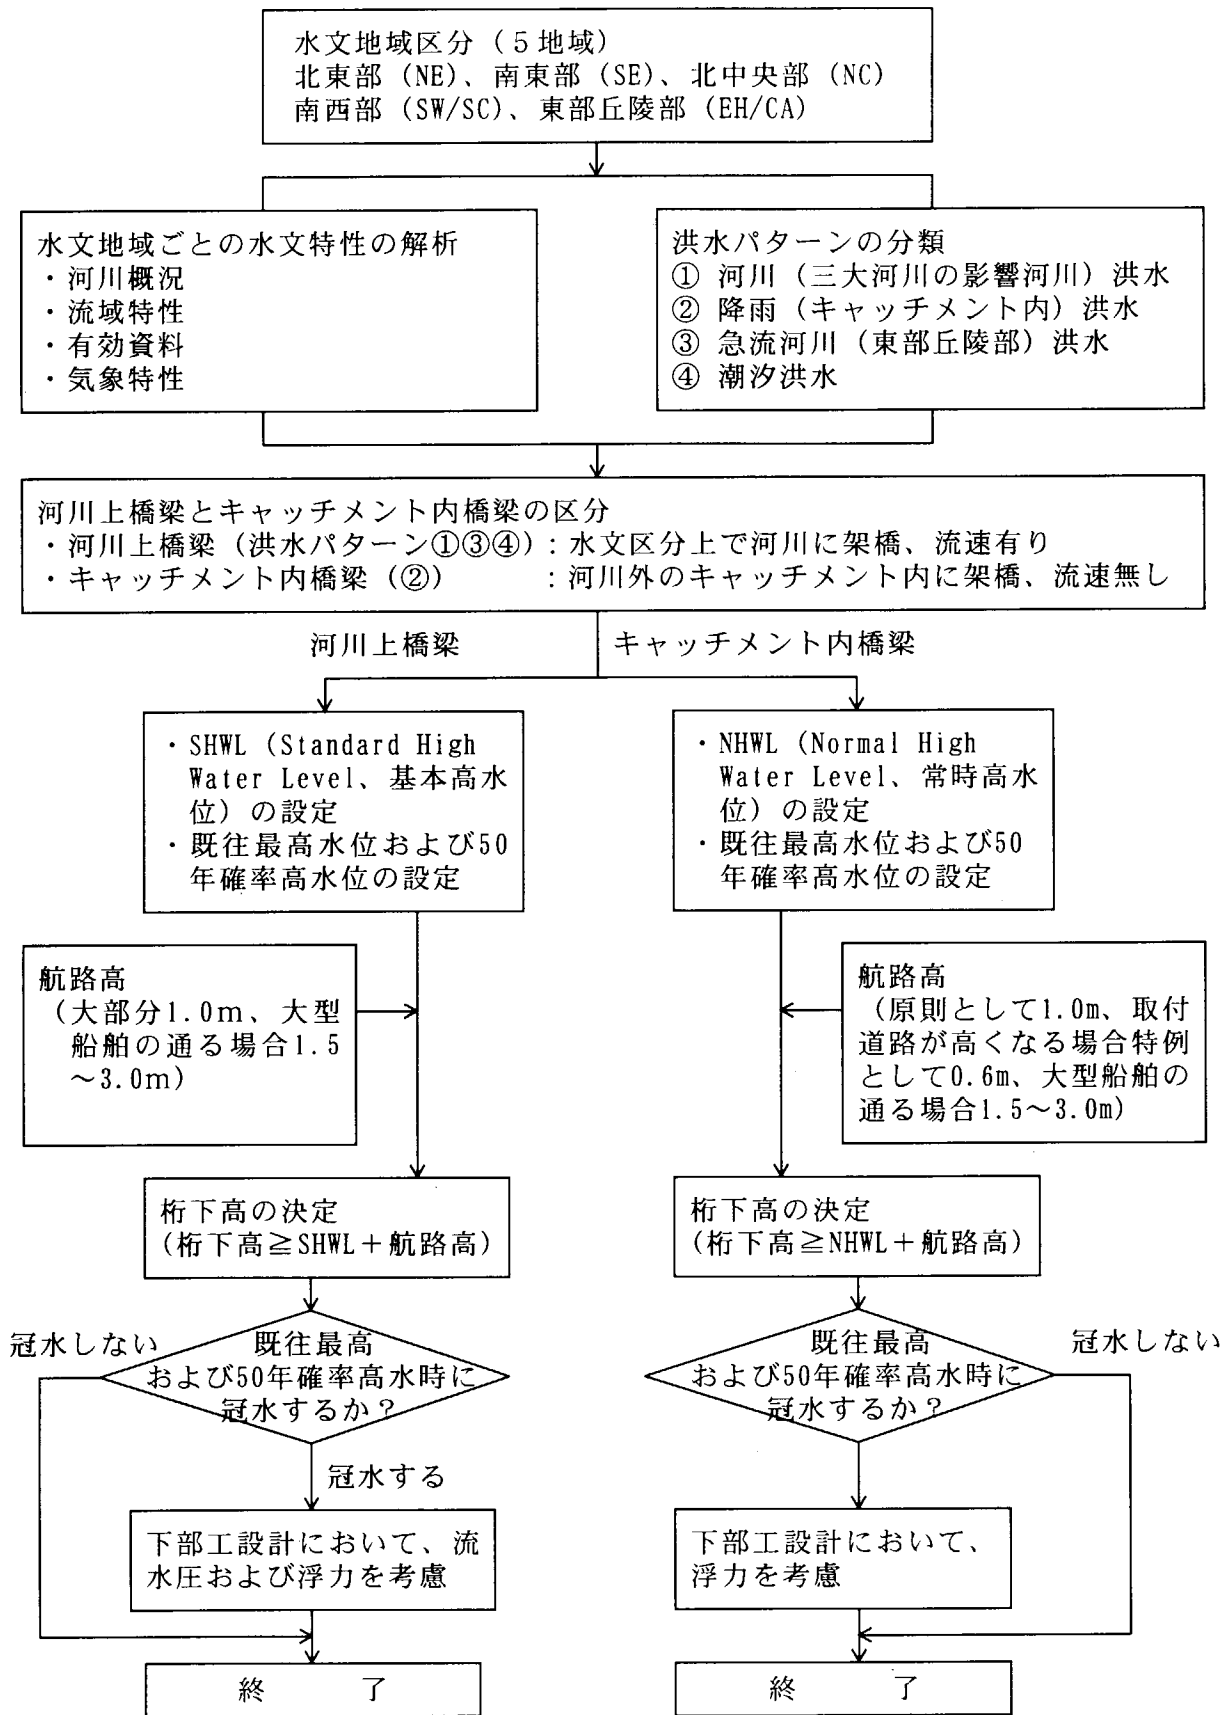 水文地域区分（５地域）
北東部（NE）、南東部（SE）、北中央部（NC）
南西部（SW/SC）、東部丘陵部（EH/CA）
水文地域ごとの水文特性の解析
・河川概況
・流域特性
・有効資料
・気象特性
洪水パターンの分類
① 河川（三大河川の影響河川）洪水
② 降雨（キャッチメント内）洪水
③ 急流河川（東部丘陵部）洪水
④ 潮汐洪水
河川上橋梁とキャッチメント内橋梁の区分
・河川上橋梁（洪水パターン①③④）：水文区分上で河川に架橋、流速有り
・キャッチメント内橋梁（②）　　　：河川外のキャッチメント内に架橋、流速無し
河川上橋梁
キャッチメント内橋梁
・SHWL（Standard High
Water Level、基本高水
位）の設定
・既往最高水位および50
年確率高水位の設定
・NHWL（Normal High
Water Level、常時高水
位）の設定
・既往最高水位および50
年確率高水位の設定
航路高
（大部分1.0ｍ、大型
船舶の通る場合1.5
～3.0ｍ）
航路高
（原則として1.0m、取付
道路が高くなる場合特例
として0.6m、大型船舶の
通る場合1.5～3.0m）
桁下高の決定
（桁下高≧SHWL＋航路高）
桁下高の決定
（桁下高≧NHWL＋航路高）
冠水しない
既往最高
および50年確率高水時に
冠水するか？
既往最高
および50年確率高水時に
冠水するか？
冠水しない
冠水する
下部工設計において、流
水圧および浮力を考慮
下部工設計において、
浮力を考慮
終　　了
終　　了